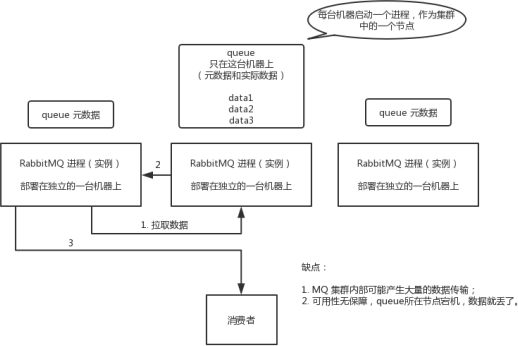 每台机器启动一个进程，作为集群
中的一个节点
queue
只在这台机器上
（元数据和实际数据）
data1
data2
data3
queue 元数据
queue 元数据
RabbitMQ 进程（实例）
部署在独立的一台机器上
2
RabbitMQ 进程（实例）
部署在独立的一台机器上
RabbitMQ 进程（实例）
部署在独立的一台机器上
1. 拉取数据
3
消费者
缺点：
1. MQ 集群内部可能产生大量的数据传输；
2. 可用性无保障，queue所在节点宕机，数据就丢了。